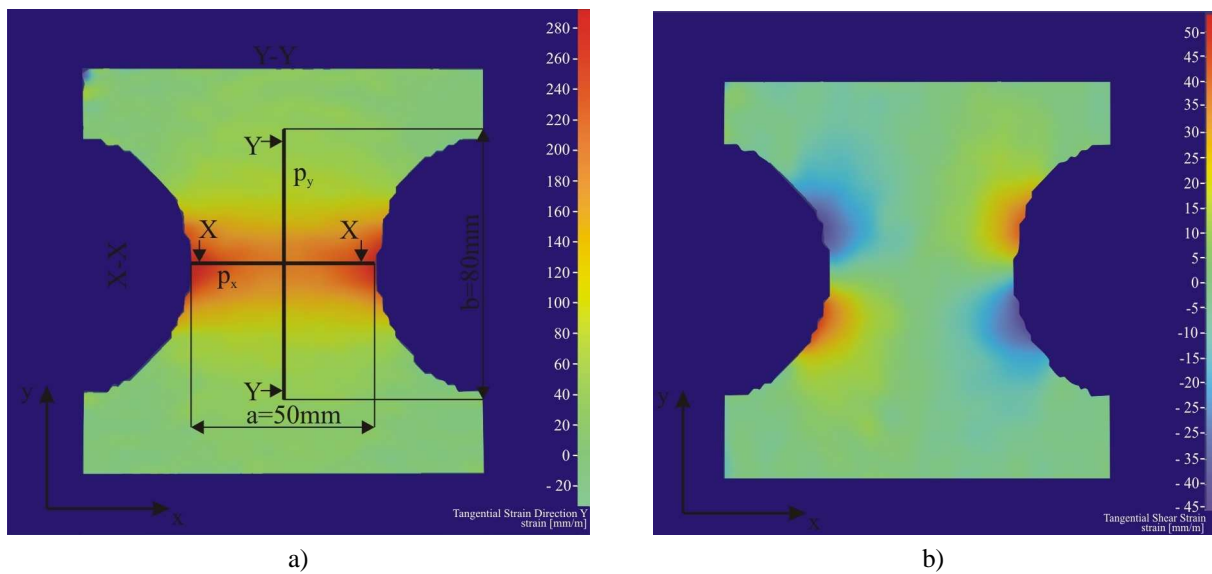 280
260
240
220
200
180
160
140
120
100
80
60
40
20
0
- 20
Y-Y
Y
p_y
X
X
p_x
X-X
b=80mm
Y
a=50mm
y
x
Tangential Strain Direction Y
strain [mm/m]
a)
50
45
40
35
30
25
20
15
10
5
0
-5
-10
-15
-20
- 25
-25
-35
-40
-45
y
x
Tangential Shear Strain
strain [mm/m]
b)